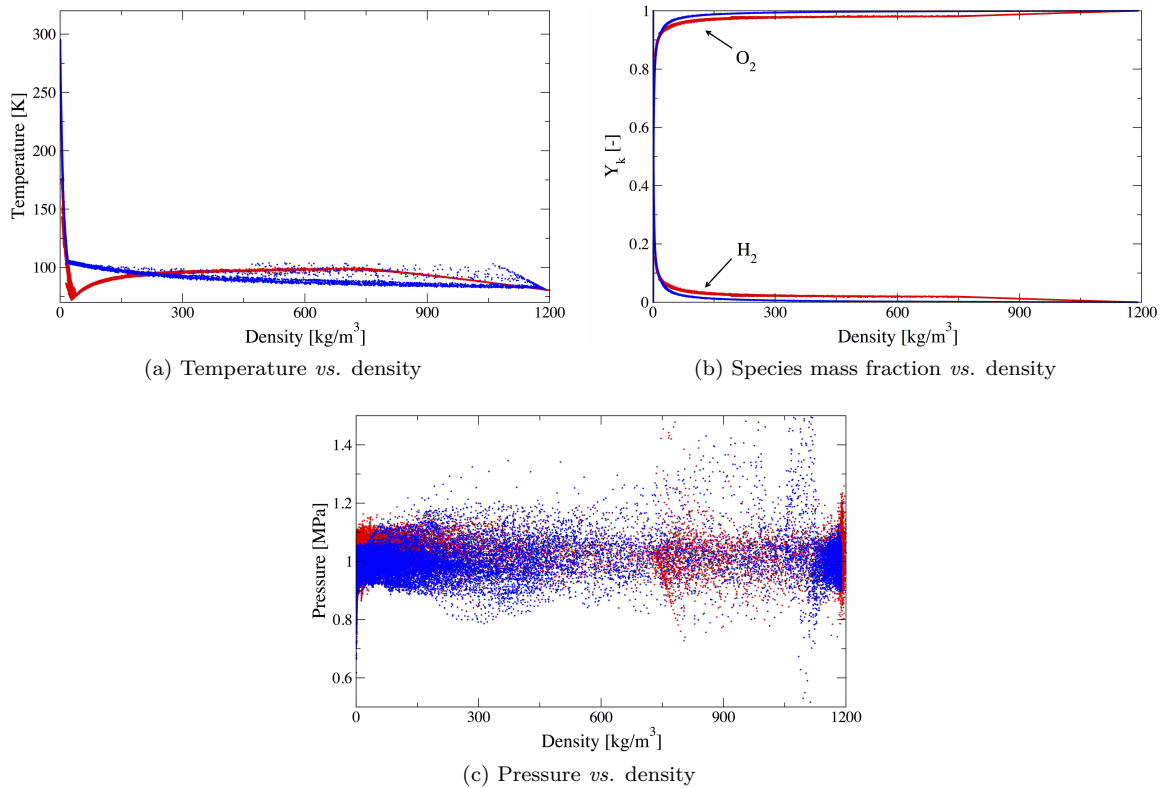 300
250
200
150
100
Temperature [K]
0 300 600 900 1200
Density [kg/m³]
(a) Temperature vs. density
1
0.8
0.6
0.4
0.2
0
Yₖ [-]
O₂
H₂
0 300 600 900 1200
Density [kg/m³]
(b) Species mass fraction vs. density
1.4
1.2
1
0.8
0.6
Pressure [MPa]
0 300 600 900 1200
Density [kg/m³]
(c) Pressure vs. density